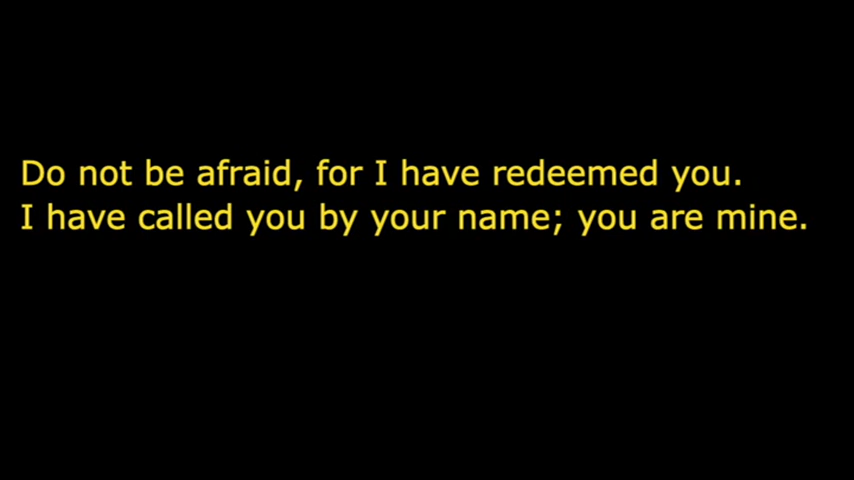 Do not be afraid, for I have redeemed you.
I have called you by your name; you are mine.